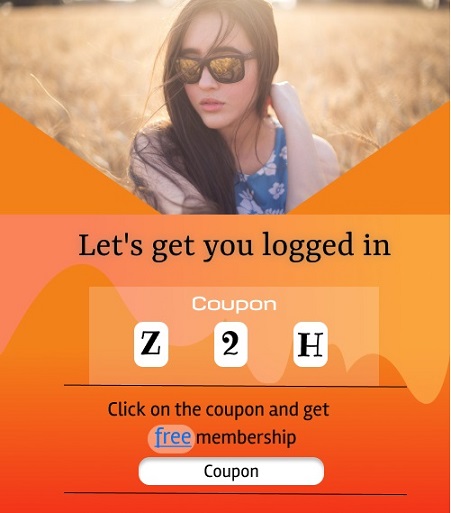 Let's get you logged in
Coupon
Z 2 H
Click on the coupon and get
free membership
Coupon